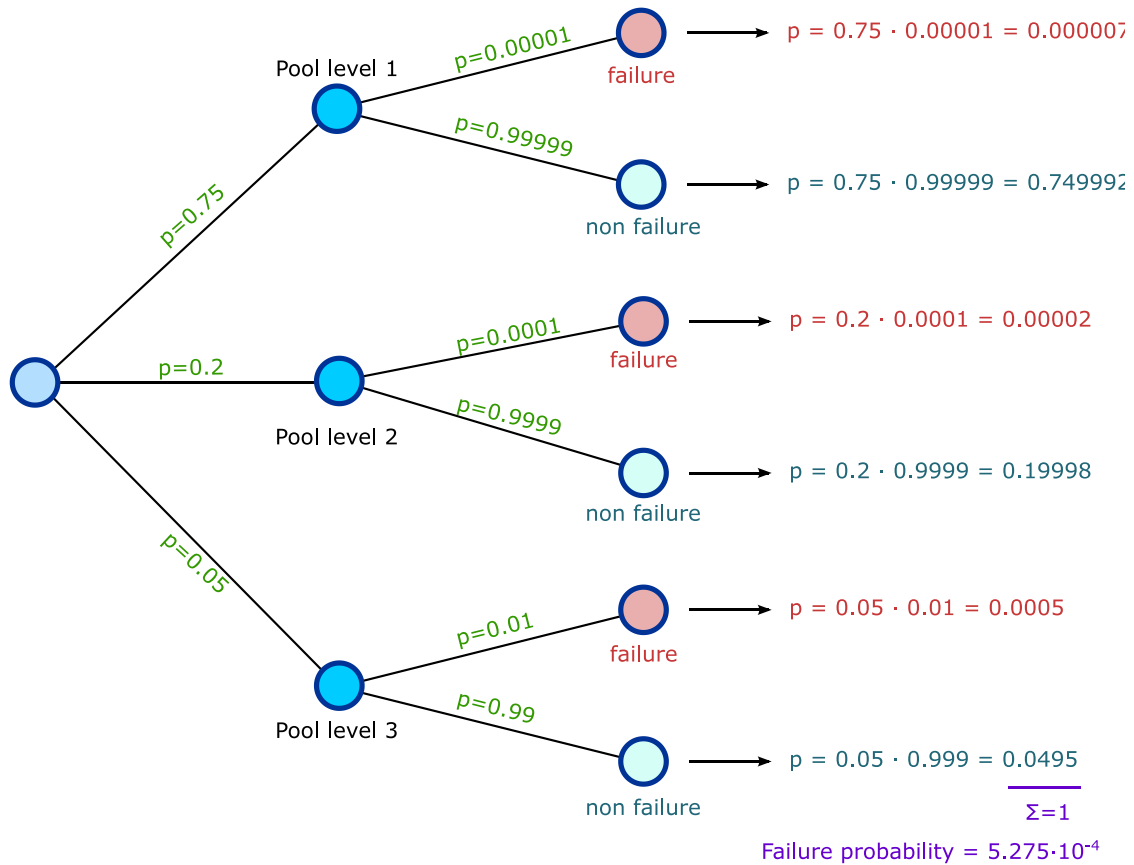 p=0.00001
p = 0.75 · 0.00001 = 0.000007
Pool level 1
failure
p=0.99999
p = 0.75 · 0.99999 = 0.749992
p=0.75
non failure
p=0.0001
p = 0.2 · 0.0001 = 0.00002
failure
p=0.2
p=0.9999
Pool level 2
p = 0.2 · 0.9999 = 0.19998
non failure
p=0.05
p=0.01
p = 0.05 · 0.01 = 0.0005
failure
p=0.99
Pool level 3
p = 0.05 · 0.999 = 0.0495
non failure
Σ=1
Failure probability = 5.275·10⁻⁴